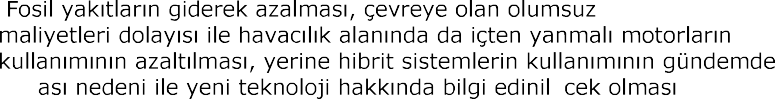 Fosil yakıtların giderek azalması, çevreye olan olumsuz
maliyetleri dolayısı ile havacılık alanında da içten yanmalı motorların
kullanımının azaltılması, yerine hibrit sistemlerin kullanımının gündemde
ası nedeni ile yeni teknoloji hakkında bilgi edinil cek olması